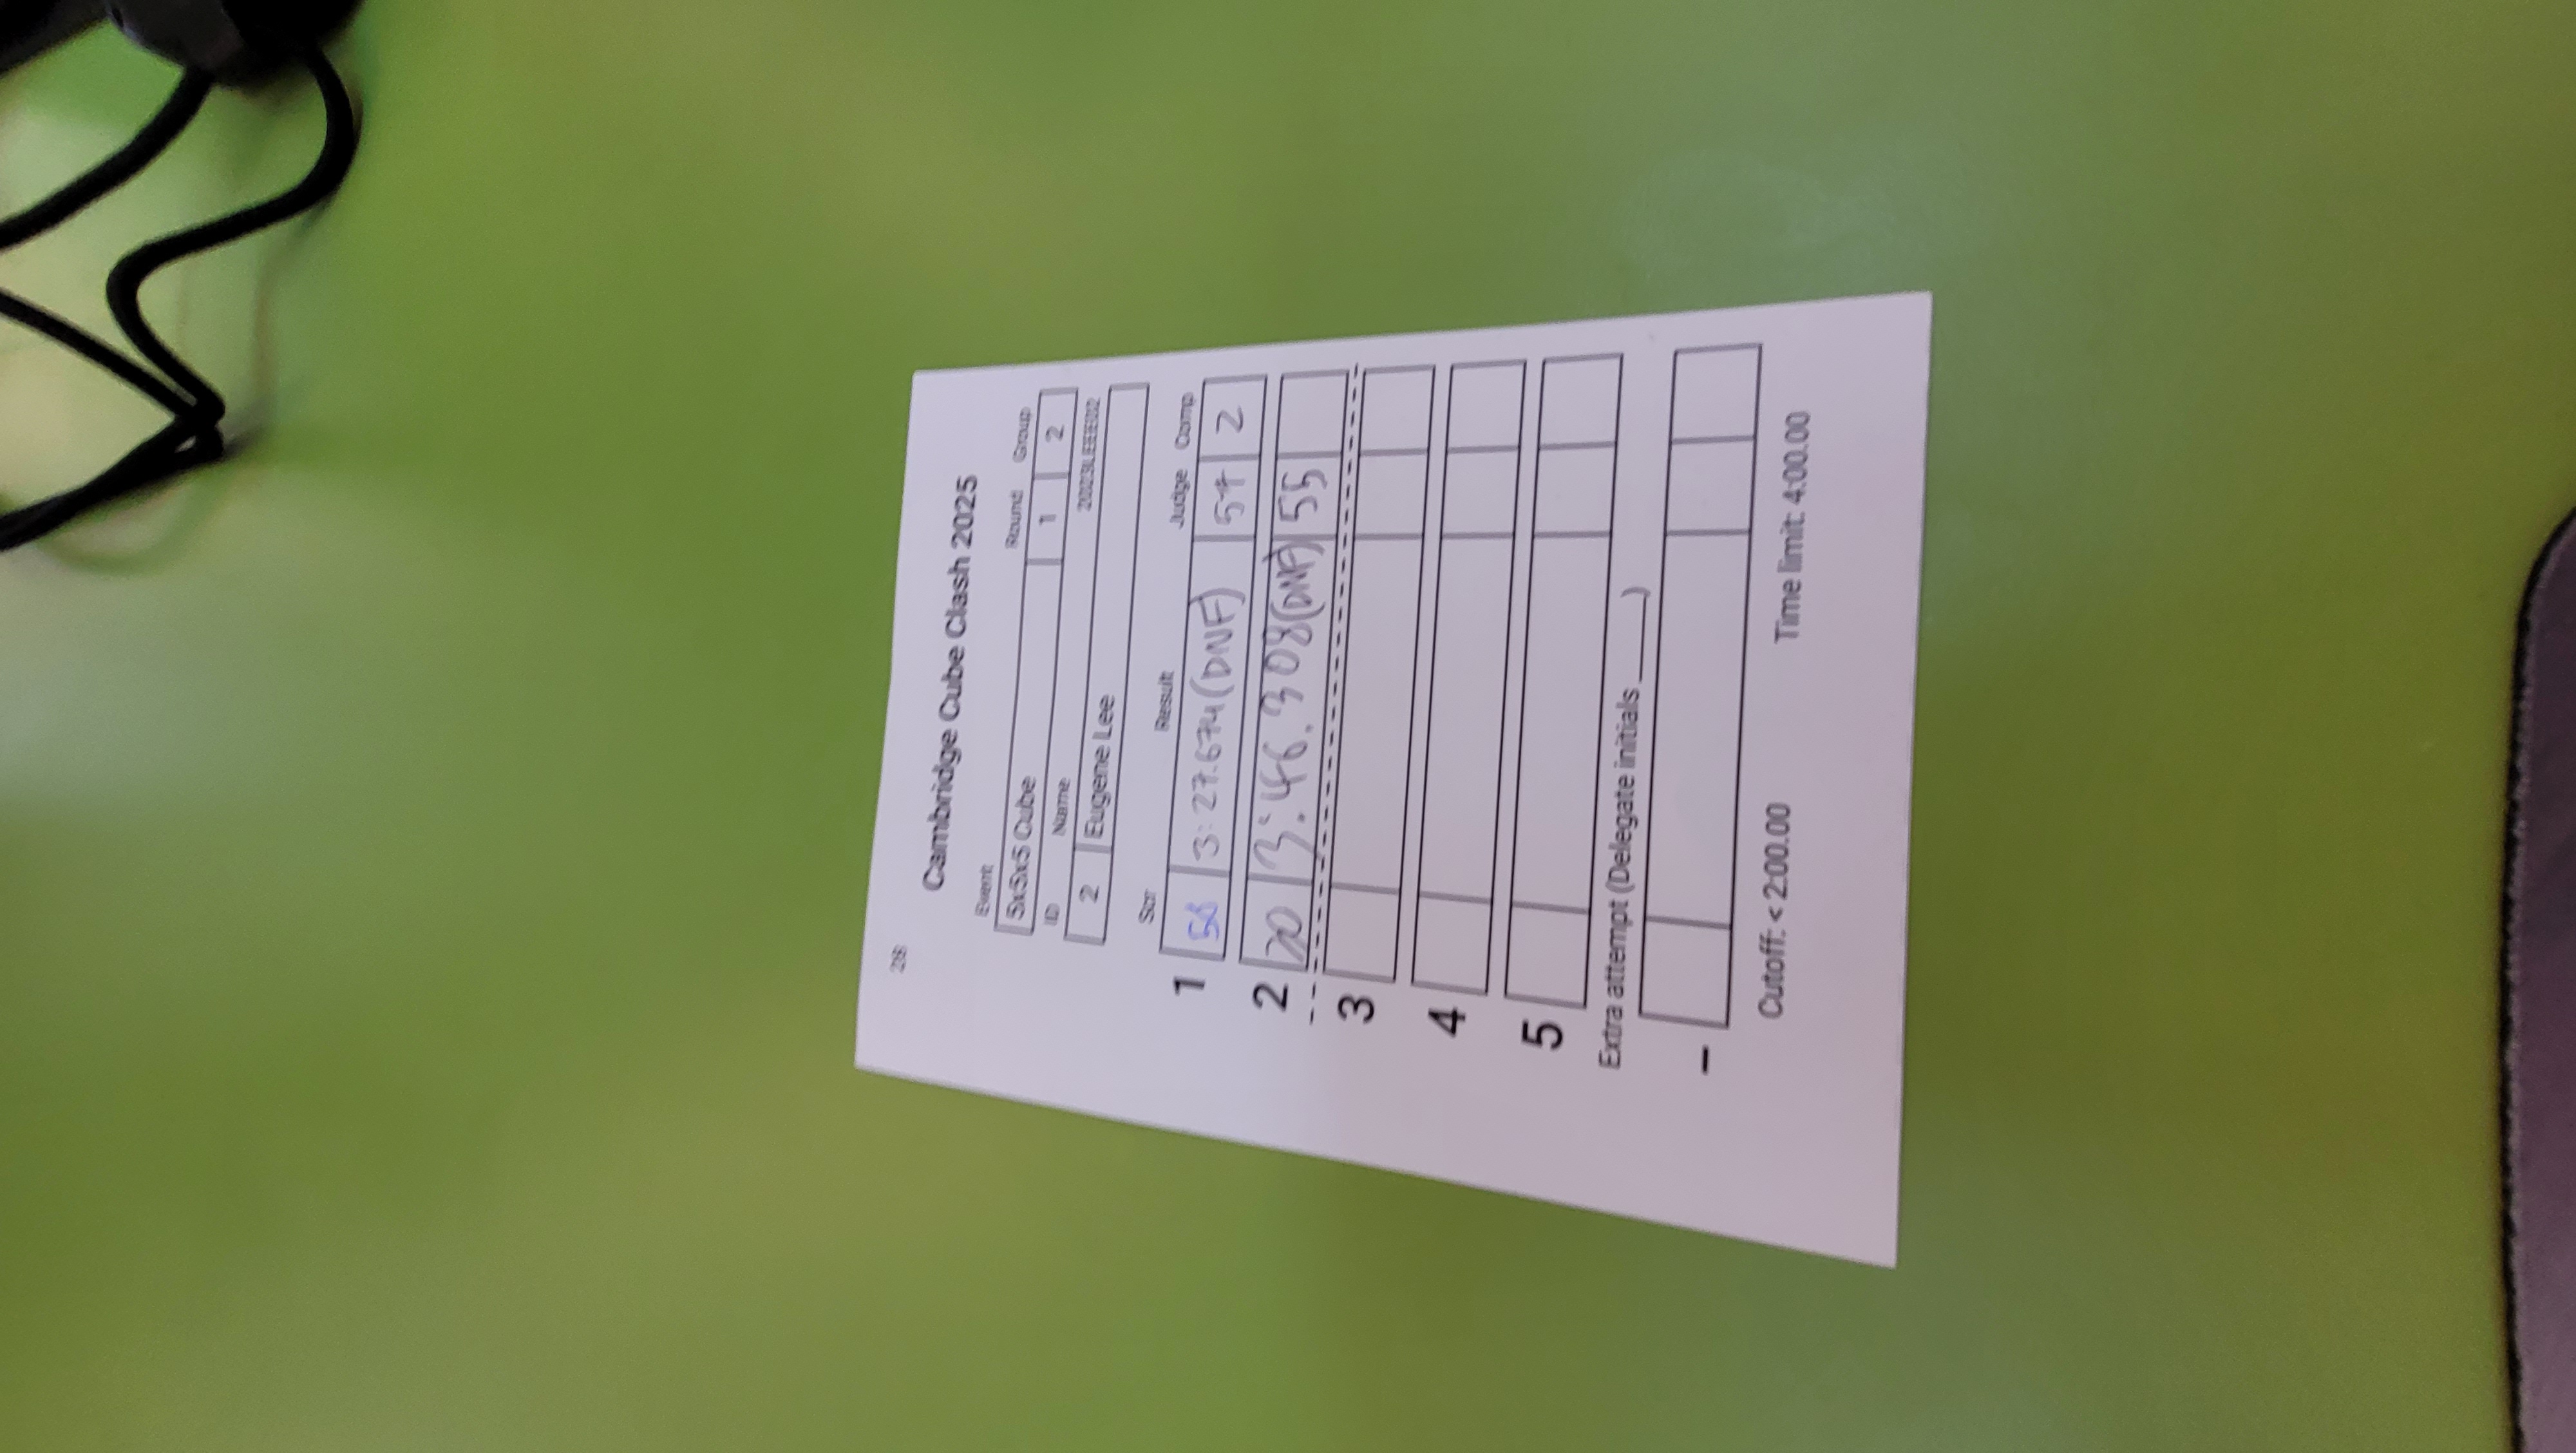 28
Cambridge Cube Clash 2025
Event Round Group
5x5x5 Cube 1 2
ID Name 2023LEEE02
2 Eugene Lee
Scr Result Judge Comp
1 3:27.674(DNF) 57 2
2 20 3:46.308(DNF) 55
3
4
5
Extra attempt (Delegate initials ______)
–
Cutoff: < 2:00.00 Time limit: 4:00.00